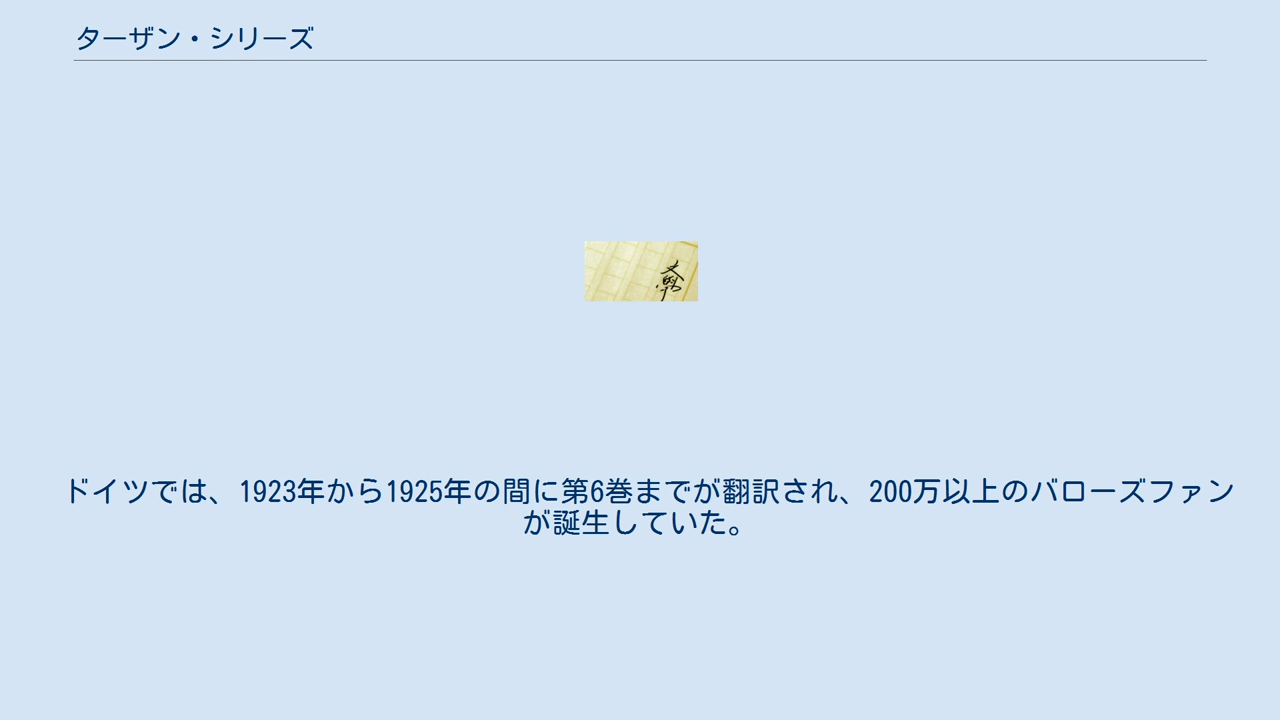 ターザン・シリーズ
ドイツでは、1923年から1925年の間に第6巻までが翻訳され、200万以上のバローズファン
が誕生していた。